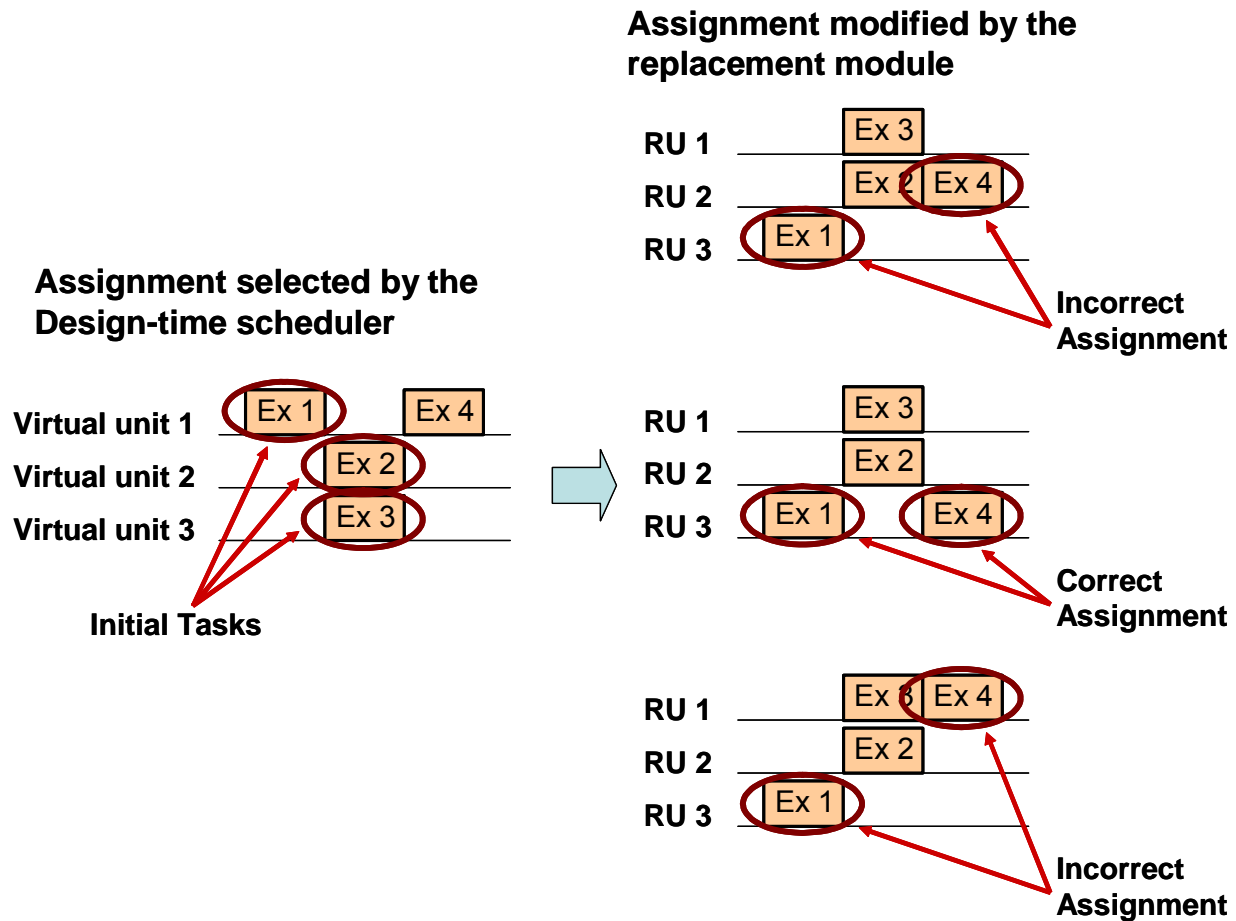 Assignment modified by the
replacement module
RU 1
Ex 3
RU 2
Ex 2
Ex 4
RU 3
Ex 1
Incorrect
Assignment
Assignment selected by the
Design-time scheduler
Virtual unit 1
Ex 1
Ex 4
Virtual unit 2
Ex 2
Virtual unit 3
Ex 3
Initial Tasks
RU 1
Ex 3
RU 2
Ex 2
RU 3
Ex 1
Ex 4
Correct
Assignment
RU 1
Ex 3
Ex 4
RU 2
Ex 2
RU 3
Ex 1
Incorrect
Assignment